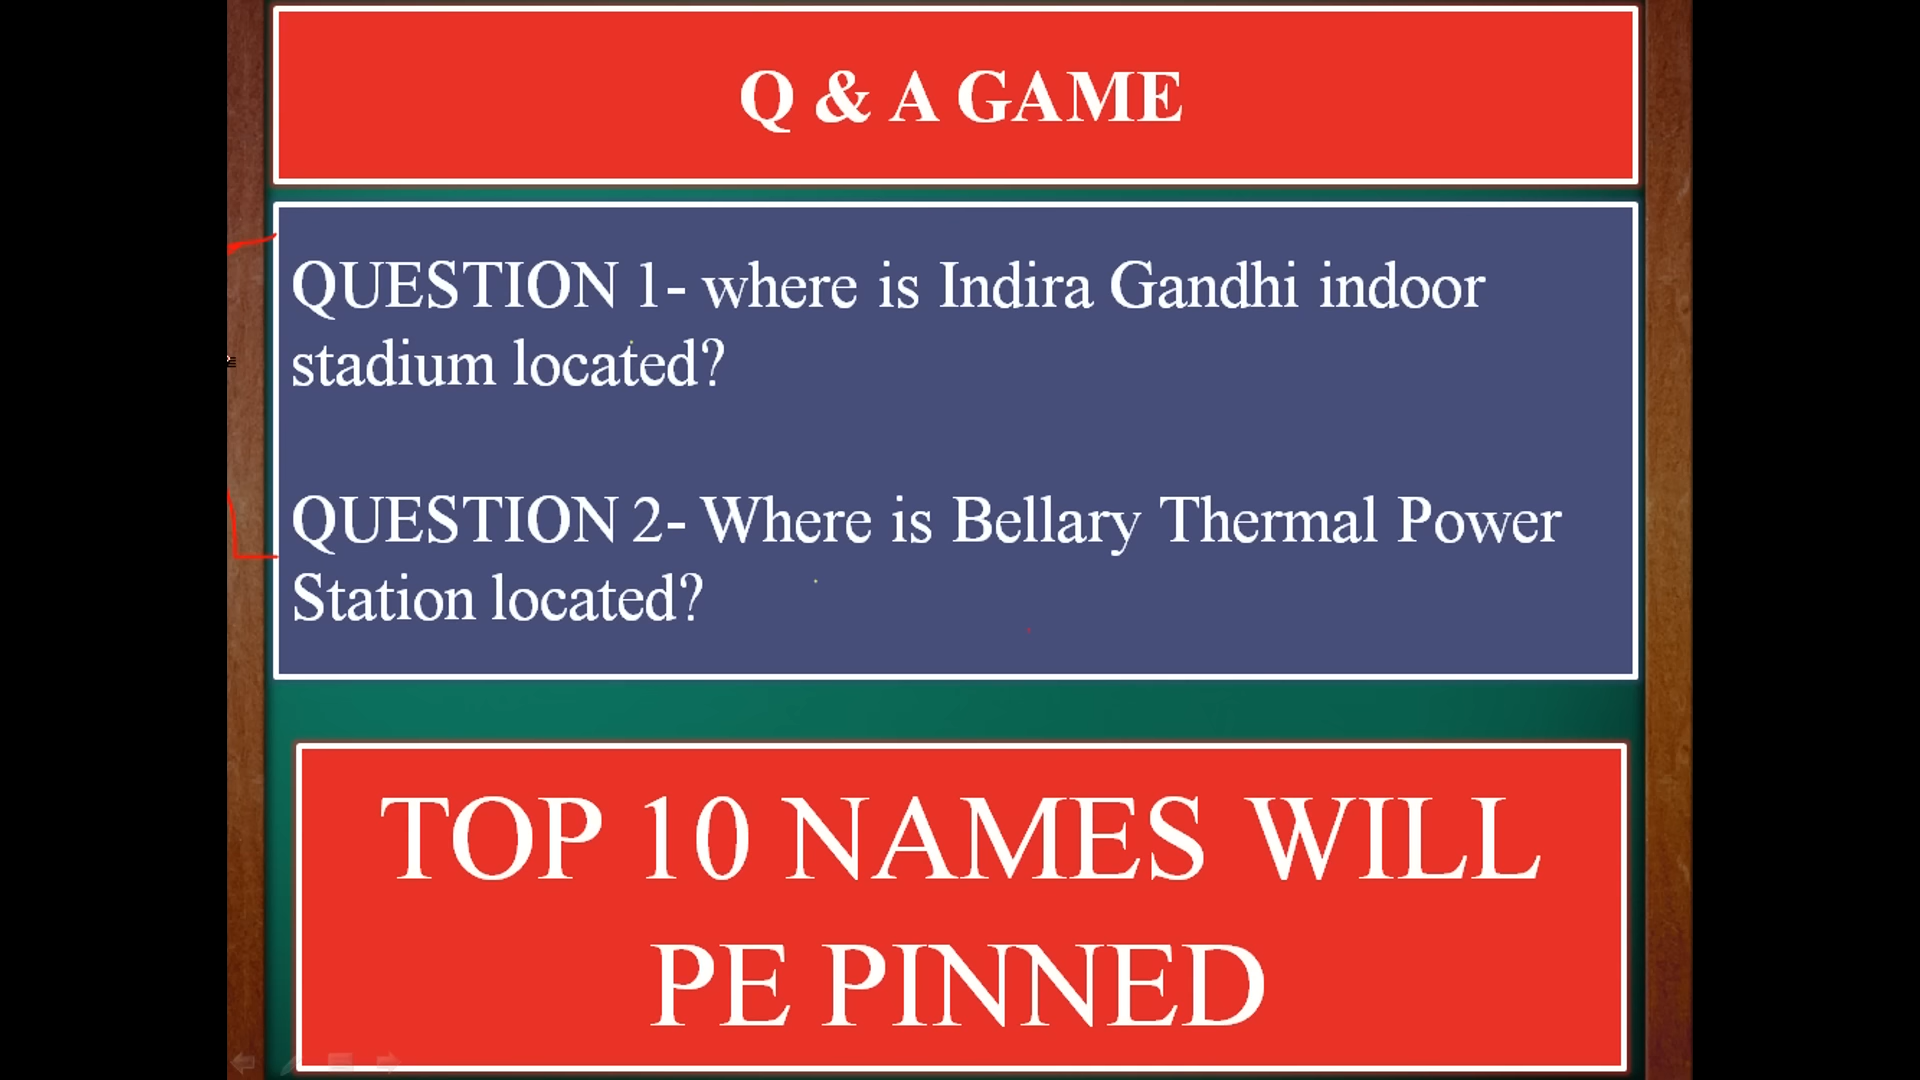 Q & A GAME
QUESTION 1- where is Indira Gandhi indoor
stadium located?
QUESTION 2- Where is Bellary Thermal Power
Station located?
TOP 10 NAMES WILL
PE PINNED